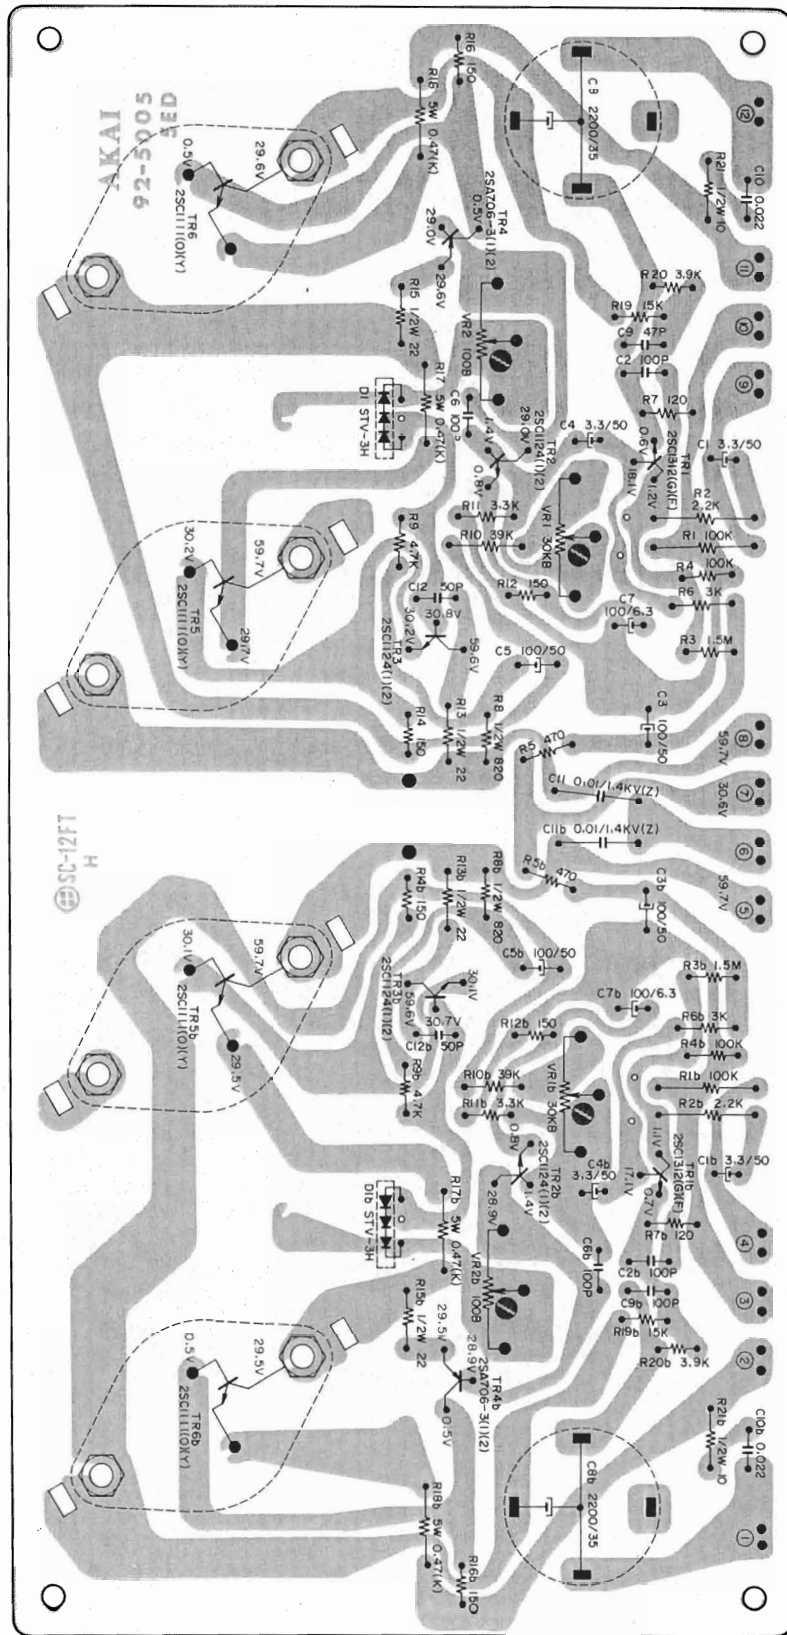 R16 150
R16 5W 0.47(K)
C9 2200/35
12
AKAI
92-5005
SED
0.5V
29.6V
TR6
2SC1111(O)(Y)
TR4
2SA706-3(1)(2)
0.5V
29.0V
29.6V
R21 1/2W 10
C10 0.022
11
R20 3.9K
R19 15K
10
C9 47P
C2 100P
9
R15 1/2W 22
VR2 100B
R17 5W 0.47(K)
D1 STV-3H
C6 100P
R7 120
C4 3.3/50
0.6V
TR1
2SC1312(G)(F)
18.1V
1.2V
C1 3.3/50
1.4V
29.0V
0.8V
TR2
2SC1124(1)(2)
R2
2.2K
R11 3.3K
R10 39K
VR1 30KB
R1 100K
R4 100K
R9 4.7K
R6 3K
R12 150
C12 50P
C7
100/6.3
30.2V
59.7V
TR5
2SC1111(O)(Y)
29.7V
30.8V
30.2V
59.6V
TR3
2SC1124(1)(2)
R3 1.5M
C5 100/50
C3
100/50
R14 150
R13 1/2W 22
R8 1/2W 820
R5 470
8
59.7V
C11 0.01/1.4KV(Z)
7
30.6V
SC-12FT
H
C11b 0.01/1.4KV(Z)
6
R5b 470
5
59.7V
R14b 150
R13b 1/2W 22
R8b 1/2W 820
C3b
100/50
30.1V
59.7V
TR5b
2SC1111(O)(Y)
29.5V
C5b 100/50
R3b 1.5M
TR3b
2SC1124(1)(2)
59.6V
30.1V
30.7V
C12b 50P
C7b 100/6.3
R6b 3K
R12b 150
R4b 100K
R9b 4.7K
R10b 39K
VR1b 30KB
R1b 100K
R11b 3.3K
R2b 2.2K
0.8V
TR2b
2SC1124(1)(2)
28.9V
1.4V
C4b
3.3/50
1.1V
TR1b
2SC1312(G)(F)
17.1V
0.7V
C1b 3.3/50
D1b STV-3H
R17b
5W 0.47(K)
R7b 120
4
VR2b 100B
C6b
100P
C2b 100P
C9b 100P
3
R15b 1/2W 22
R19b 15K
R20b 3.9K
2
0.5V
29.5V
TR6b
2SC1111(O)(Y)
29.5V
28.9V
TR4b
2SA706-3(1)(2)
0.5V
C8b 2200/35
R21b 1/2W 10
C10b 0.022
R18b 5W 0.47(K)
1
R16b 150